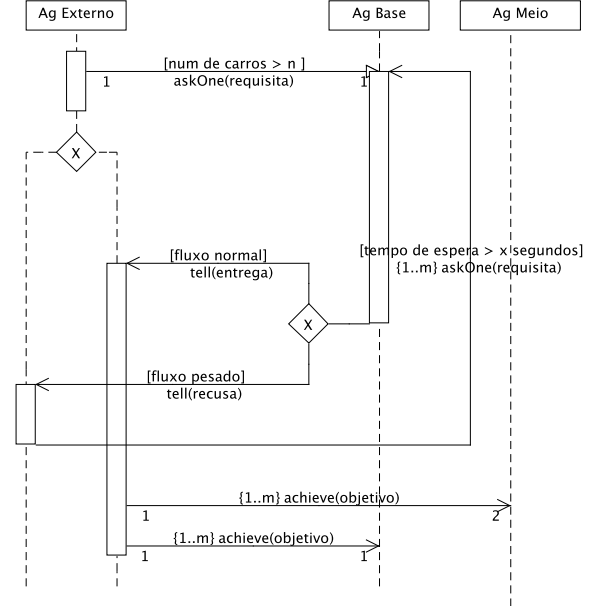 Ag Externo
Ag Base
Ag Meio
[num de carros > n ]
1
askOne(requisita)
1
X
[tempo de espera > x segundos]
[fluxo normal]
{1..m} askOne(requisita)
tell(entrega)
X
[fluxo pesado]
tell(recusa)
{1..m} achieve(objetivo)
1
2
{1..m} achieve(objetivo)
1
1